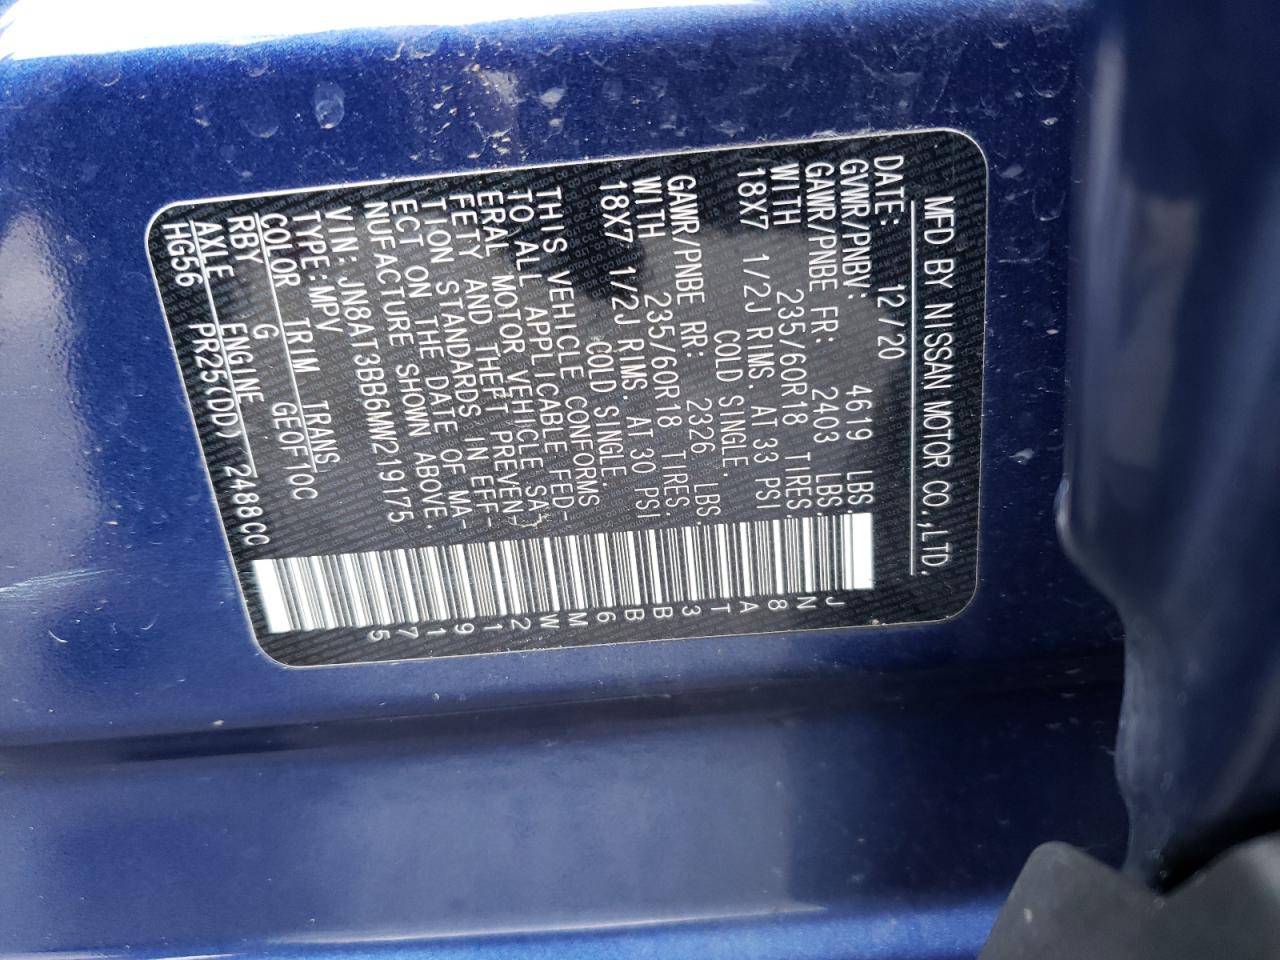 MFD BY NISSAN MOTOR CO.,LTD.
DATE: 12/20
GVWR/PNBV: 4619 LBS.
GAWR/PNBE FR: 2403 LBS.
WITH 235/60R18 TIRES.
18X7 1/2J RIMS. AT 33 PSI
COLD SINGLE.
GAWR/PNBE RR: 2326 LBS.
WITH 235/60R18 TIRES.
18X7 1/2J RIMS. AT 30 PSI
COLD SINGLE.
THIS VEHICLE CONFORMS
TO ALL APPLICABLE FED-
ERAL MOTOR VEHICLE SA-
FETY AND THEFT PREVEN-
TION STANDARDS IN EFF-
ECT ON THE DATE OF MA-
NUFACTURE SHOWN ABOVE.
VIN: JN8AT3BB6MW219175
TYPE:MPV
COLOR TRIM TRANS.
RBY G GE0F10C
AXLE ENGINE
HG56 PR25(DD) 2488CC
JN8AT3BB6MW219175